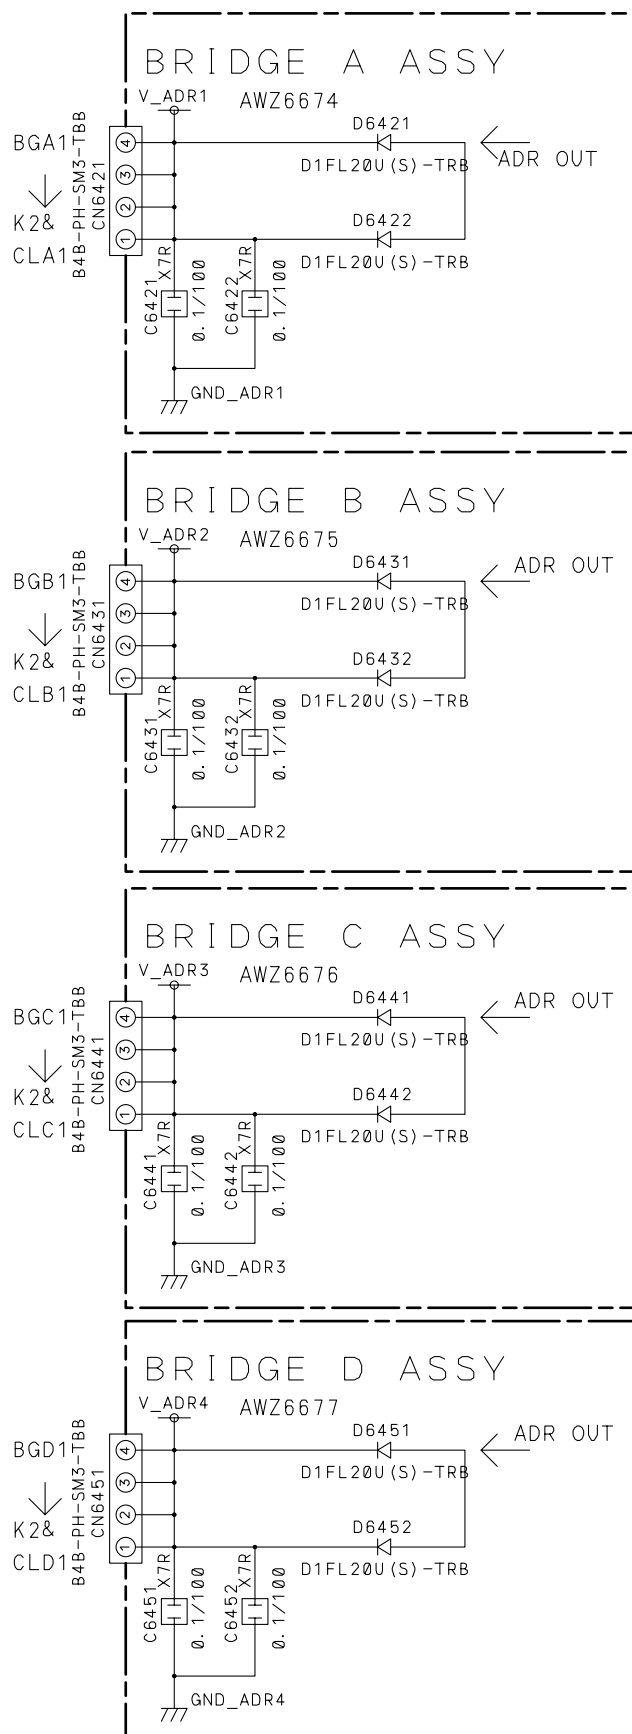 BRIDGE A ASSY
V_ADR1
AWZ6674
BGA1
K2&
CLA1
B4B-PH-SM3-TBB
CN6421
4
3
2
1
D6421
D1FL20U(S)-TRB
ADR OUT
D6422
D1FL20U(S)-TRB
C6421
X7R
0.1/100
C6422
X7R
0.1/100
GND_ADR1
BRIDGE B ASSY
V_ADR2
AWZ6675
BGB1
K2&
CLB1
B4B-PH-SM3-TBB
CN6431
4
3
2
1
D6431
D1FL20U(S)-TRB
ADR OUT
D6432
D1FL20U(S)-TRB
C6431
X7R
0.1/100
C6432
X7R
0.1/100
GND_ADR2
BRIDGE C ASSY
V_ADR3
AWZ6676
BGC1
K2&
CLC1
B4B-PH-SM3-TBB
CN6441
4
3
2
1
D6441
D1FL20U(S)-TRB
ADR OUT
D6442
D1FL20U(S)-TRB
C6441
X7R
0.1/100
C6442
X7R
0.1/100
GND_ADR3
BRIDGE D ASSY
V_ADR4
AWZ6677
BGD1
K2&
CLD1
B4B-PH-SM3-TBB
CN6451
4
3
2
1
D6451
D1FL20U(S)-TRB
ADR OUT
D6452
D1FL20U(S)-TRB
C6451
X7R
0.1/100
C6452
X7R
0.1/100
GND_ADR4